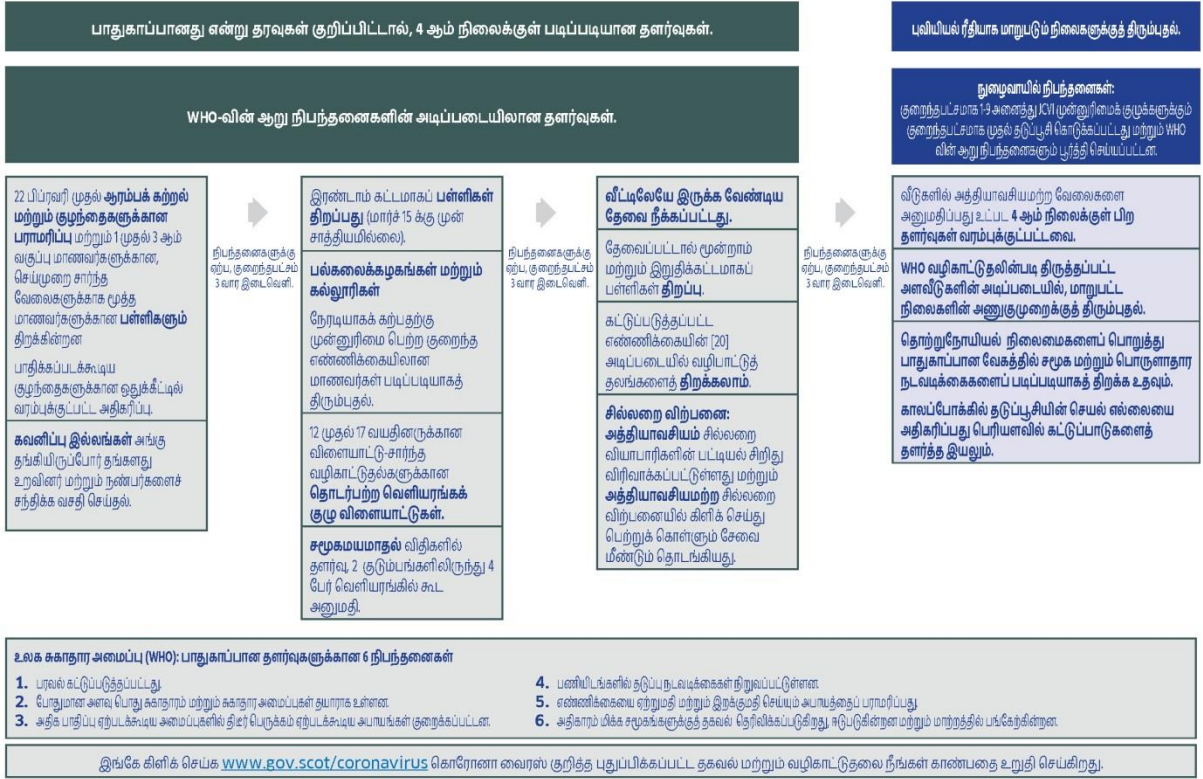 பாதுகாப்பானது என்று தரவுகள் குறிப்பிட்டால், 4 ஆம் நிலைக்குள் படிப்படியான தளர்வுகள்.
WHO-வின் ஆறு நிபந்தனைகளின் அடிப்படையிலான தளர்வுகள்.
புவியியல் ரீதியாக மாறுபடும் நிலைகளுக்குத் திரும்புதல்.
நுழைவாயில் நிபந்தனைகள்:
குறைந்தபட்சமாக 1-9 அனைத்து JCVI முன்னுரிமைக் குழுக்களுக்கும்
குறைந்தபட்சமாக முதல் தடுப்பூசி கொடுக்கப்பட்டது மற்றும் WHO
வின் ஆறு நிபந்தனைகளும் பூர்த்தி செய்யப்பட்டன.
22 பிப்ரவரி முதல் ஆரம்பக் கற்றல்
மற்றும் குழந்தைகளுக்கான
பராமரிப்பு மற்றும் 1 முதல் 3 ஆம்
வகுப்பு மாணவர்களுக்கான,
செய்முறை சார்ந்த
வேலைகளுக்காக மூத்த
மாணவர்களுக்கான பள்ளிகளும்
திறக்கின்றன
பாதிக்கப்படக்கூடிய
குழந்தைகளுக்கான ஒதுக்கீட்டில்
வரம்புக்குட்பட்ட அதிகரிப்பு.
கவனிப்பு இல்லங்கள் அங்கு
தங்கியிருப்போர் தங்களது
உறவினர் மற்றும் நண்பர்களைச்
சந்திக்க வசதி செய்தல்.
நிபந்தனைகளுக்கு
ஏற்ப, குறைந்தபட்சம்
3 வார இடைவெளி.
இரண்டாம் கட்டமாகப் பள்ளிகள்
திறப்பது (மார்ச் 15 க்கு முன்
சாத்தியமில்லை).
பல்கலைக்கழகங்கள் மற்றும்
கல்லூரிகள்
நேரடியாகக் கற்பதற்கு
முன்னுரிமை பெற்ற குறைந்த
எண்ணிக்கையிலான
மாணவர்கள் படிப்படியாகத்
திரும்புதல்.
12 முதல் 17 வயதினருக்கான
விளையாட்டு-சார்ந்த
வழிகாட்டுதல்களுக்கான
தொடர்பற்ற வெளியரங்கக்
குழு விளையாட்டுகள்.
சமூகமயமாதல் விதிகளில்
தளர்வு, 2 குடும்பங்களிலிருந்து 4
பேர் வெளியரங்கில் கூட
அனுமதி.
நிபந்தனைகளுக்கு
ஏற்ப, குறைந்தபட்சம்
3 வார இடைவெளி.
வீட்டிலேயே இருக்க வேண்டிய
தேவை நீக்கப்பட்டது.
தேவைப்பட்டால் மூன்றாம்
மற்றும் இறுதிக்கட்டமாகப்
பள்ளிகள் திறப்பு.
கட்டுப்படுத்தப்பட்ட
எண்ணிக்கையின் [20]
அடிப்படையில் வழிபாட்டுத்
தலங்களைத் திறக்கலாம்.
சில்லறை விற்பனை:
அத்தியாவசியம் சில்லறை
வியாபாரிகளின் பட்டியல் சிறிது
விரிவாக்கப்பட்டுள்ளது மற்றும்
அத்தியாவசியமற்ற சில்லறை
விற்பனையில் கிளிக் செய்து
பெற்றுக் கொள்ளும் சேவை
மீண்டும் தொடங்கியது.
நிபந்தனைகளுக்கு
ஏற்ப, குறைந்தபட்சம்
3 வார இடைவெளி.
வீடுகளில் அத்தியாவசியமற்ற வேலைகளை
அனுமதிப்பது உட்பட 4 ஆம் நிலைக்குள் பிற
தளர்வுகள் வரம்புக்குட்பட்டவை.
WHO வழிகாட்டுதலின்படி திருத்தப்பட்ட
அளவீடுகளின் அடிப்படையில், மாறுபட்ட
நிலைகளின் அணுகுமுறைக்குத் திரும்புதல்.
தொற்றுநோயியல் நிலைமைகளைப் பொறுத்து
பாதுகாப்பான வேகத்தில் சமூக மற்றும் பொருளாதார
நடவடிக்கைகளைப் படிப்படியாகத் திறக்க உதவும்.
காலப்போக்கில் தடுப்பூசியின் செயல் எல்லையை
அதிகரிப்பது பெரியளவில் கட்டுப்பாடுகளைத்
தளர்த்த இயலும்.
உலக சுகாதார அமைப்பு (WHO): பாதுகாப்பான தளர்வுகளுக்கான 6 நிபந்தனைகள்
1. பரவல் கட்டுப்படுத்தப்பட்டது.
2. போதுமான அளவு பொது சுகாதாரம் மற்றும் சுகாதார அமைப்புகள் தயாராக உள்ளன.
3. அதிக பாதிப்பு ஏற்படக்கூடிய அமைப்புகளில் திடீர் பெருக்கம் ஏற்படக்கூடிய அபாயங்கள் குறைக்கப்பட்டன.
4. பணியிடங்களில் தடுப்பு நடவடிக்கைகள் நிறுவப்பட்டுள்ளன.
5. எண்ணிக்கையை ஏற்றுமதி மற்றும் இறக்குமதி செய்யும் அபாயத்தைப் பராமரிப்பது.
6. அதிகாரம் மிக்க சமூகங்களுக்குத் தகவல் தெரிவிக்கப்படுகிறது, ஈடுபடுகின்றன மற்றும் மாற்றத்தில் பங்கேற்கின்றன.
இங்கே கிளிக் செய்க www.gov.scot/coronavirus கொரோனா வைரஸ் குறித்த புதுப்பிக்கப்பட்ட தகவல் மற்றும் வழிகாட்டுதலை நீங்கள் காண்பதை உறுதி செய்கிறது.